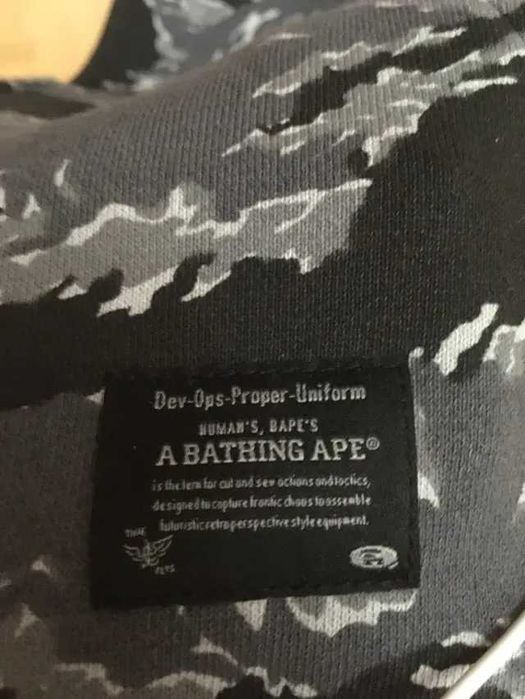 Dev-Ops-Proper-Uniform
HUMAN'S, BAPE'S
A BATHING APE®
is the term for cut and sew actions and tactics,
designed to capture frantic chaos to assemble
futuristic retro perspective style equipment.